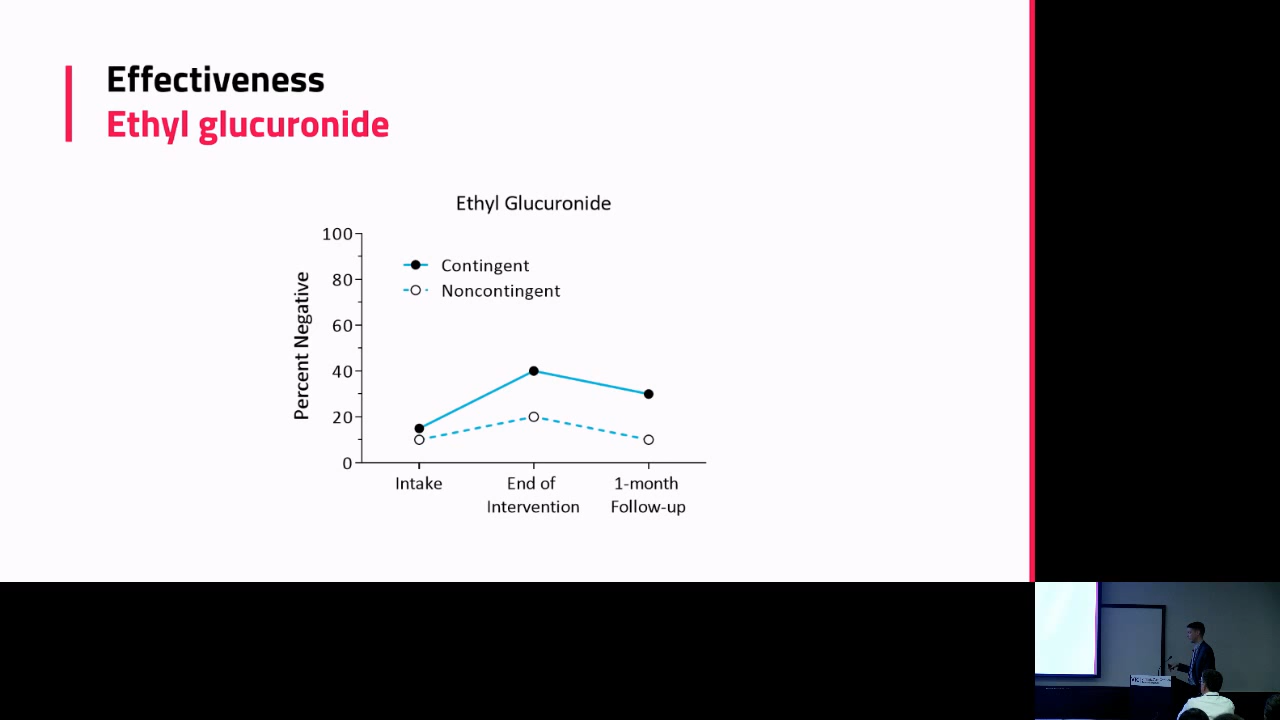 Effectiveness
Ethyl glucuronide
Ethyl Glucuronide
100
80
60
40
20
0
Percent Negative
Contingent
Noncontingent
Intake
End of
Intervention
1-month
Follow-up